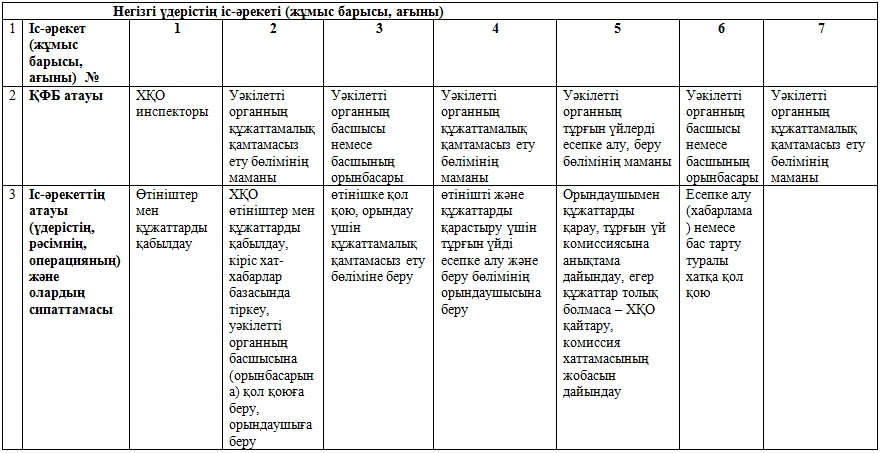 Негізгі үдерістің іс-әрекеті (жұмыс барысы, ағыны)
1
Іс-әрекет
(жұмыс
барысы,
ағыны) №
1
2
3
4
5
6
7
2
ҚФБ атауы
ХҚО
инспекторы
Уәкілетті
органның
құжаттамалық
қамтамасыз
ету бөлімінің
маманы
Уәкілетті
органның
басшысы
немесе
басшының
орынбасары
Уәкілетті
органның
құжаттамалық
қамтамасыз ету
бөлімінің
маманы
Уәкілетті
органның
тұрғын үйлерді
есепке алу, беру
бөлімінің маманы
Уәкілетті
органның
басшысы
немесе
басшының
орынбасары
Уәкілетті
органның
құжаттамалық
қамтамасыз ету
бөлімінің
маманы
3
Іс-әрекеттің
атауы
(үдерістің,
рәсімнің,
операцияның)
және
олардың
сипаттамасы
Өтініштер
мен
құжаттарды
қабылдау
ХҚО
өтініштер мен
құжаттарды
қабылдау,
кіріс хат-
хабарлар
базасында
тіркеу,
уәкілетті
органның
басшысына
(орынбасарын
а) қол қоюға
беру,
орындаушыға
беру
өтінішке қол
қою, орындау
үшін
құжаттамалық
қамтамасыз ету
бөліміне беру
өтінішті және
құжаттарды
қарастыру үшін
тұрғын үйді
есепке алу және
беру бөлімінің
орындаушысына
беру
Орындаушымен
құжаттарды
қарау, тұрғын үй
комиссиясына
анықтама
дайындау, егер
құжаттар толық
болмаса – ХҚО
қайтару,
комиссия
хаттамасының
жобасын
дайындау
Есепке алу
(хабарлама
) немесе
бас тарту
туралы
хатқа қол
қою